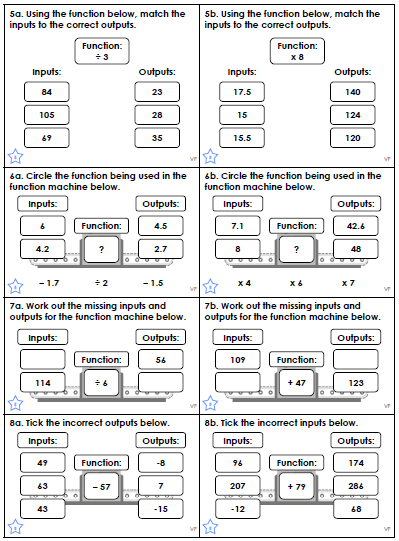 5a. Using the function below, match the
inputs to the correct outputs.
Function:
÷ 3
Inputs:
Outputs:
84
23
105
28
69
35
VF
5b. Using the function below, match the
inputs to the correct outputs.
Function:
x 8
Inputs:
Outputs:
17.5
140
15
124
15.5
120
VF
6a. Circle the function being used in the
function machine below.
Inputs:
Outputs:
6
Function:
4.5
4.2
?
2.7
– 1.7
÷ 2
– 1.5
VF
6b. Circle the function being used in the
function machine below.
Inputs:
Outputs:
7.1
Function:
42.6
8
?
48
x 4
x 6
x 7
VF
7a. Work out the missing inputs and
outputs for the function machine below.
Inputs:
Outputs:
Function:
56
114
÷ 6
VF
7b. Work out the missing inputs and
outputs for the function machine below.
Inputs:
Outputs:
109
Function:
+ 47
123
VF
8a. Tick the incorrect outputs below.
Inputs:
Outputs:
49
Function:
-8
63
– 57
7
43
-15
VF
8b. Tick the incorrect inputs below.
Inputs:
Outputs:
96
Function:
174
207
+ 79
286
-12
68
VF